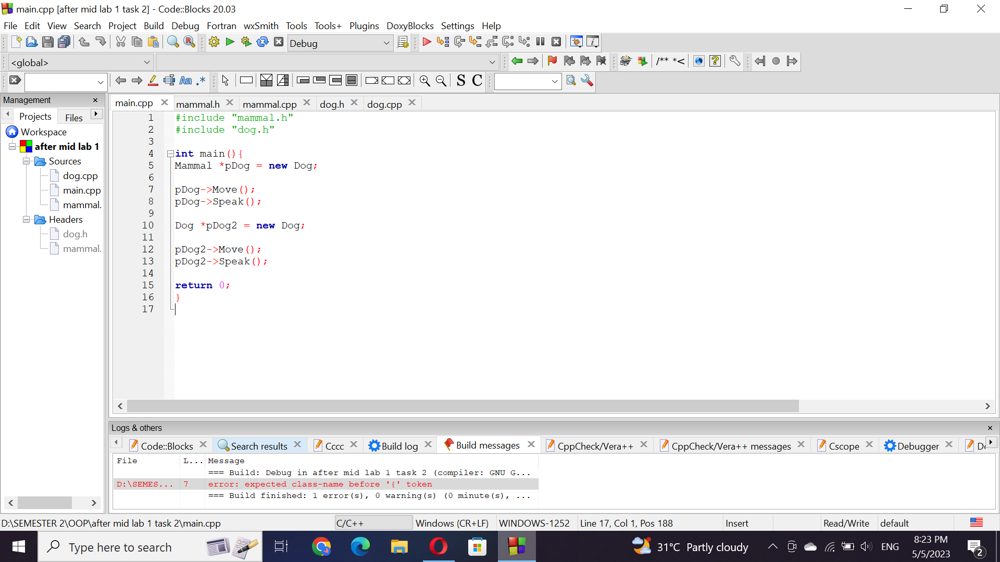 main.cpp [after mid lab 1 task 2] - Code::Blocks 20.03
File Edit View Search Project Build Debug Fortran wxSmith Tools Tools+ Plugins DoxyBlocks Settings Help
Debug
<global>
/** *<
Aa .* S C
Management
Projects Files
Workspace
after mid lab 1
Sources
dog.cpp
main.cpp
mammal.
Headers
dog.h
mammal.
main.cpp mammal.h mammal.cpp dog.h dog.cpp
1 #include "mammal.h"
2 #include "dog.h"
3
4 int main(){
5 Mammal *pDog = new Dog;
6
7 pDog->Move();
8 pDog->Speak();
9
10 Dog *pDog2 = new Dog;
11
12 pDog2->Move();
13 pDog2->Speak();
14
15 return 0;
16 }
17
Logs & others
Code::Blocks Search results Cccc Build log Build messages CppCheck/Vera++ CppCheck/Vera++ messages Cscope Debugger
File L... Message
=== Build: Debug in after mid lab 1 task 2 (compiler: GNU G...
D:\SEMES... 7 error: expected class-name before '{' token
=== Build finished: 1 error(s), 0 warning(s) (0 minute(s), ...
D:\SEMESTER 2\OOP\after mid lab 1 task 2\main.cpp C/C++ Windows (CR+LF) WINDOWS-1252 Line 17, Col 1, Pos 188 Insert Read/Write default
Type here to search 31°C Partly cloudy ENG 8:23 PM
5/5/2023
2